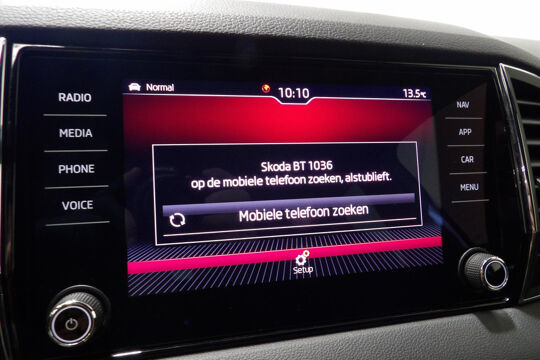 Normal 10:10 13.5°C
RADIO
MEDIA
PHONE
VOICE
Skoda BT 1036
op de mobiele telefoon zoeken, alstublieft.
Mobiele telefoon zoeken
Setup
NAV
APP
CAR
MENU